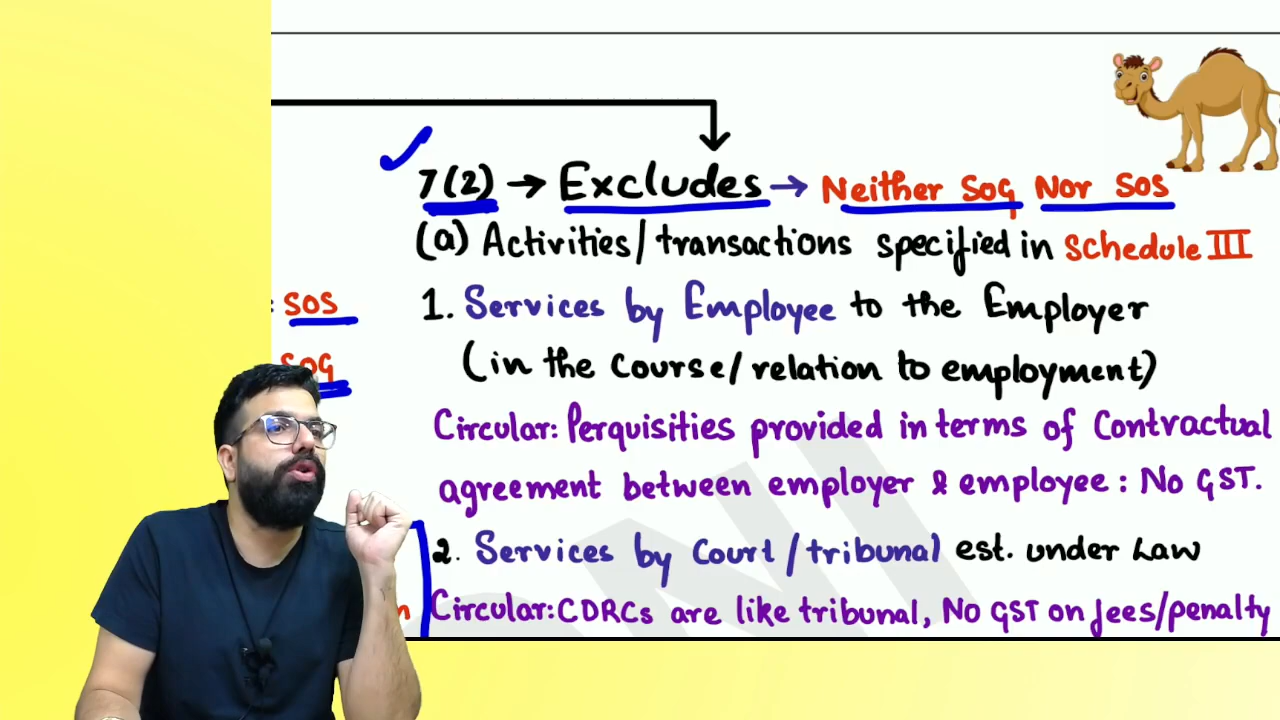 7(2) → Excludes → Neither SOG Nor SOS
(a) Activities/transactions specified in Schedule III
: SOS
1. Services by Employee to the Employer
SOG
(in the course/relation to employment)
Circular: Perquisities provided in terms of Contractual
agreement between employer & employee : No GST.
2. Services by Court/tribunal est. under Law
Circular: CDRCs are like tribunal, No GST on fees/penalty